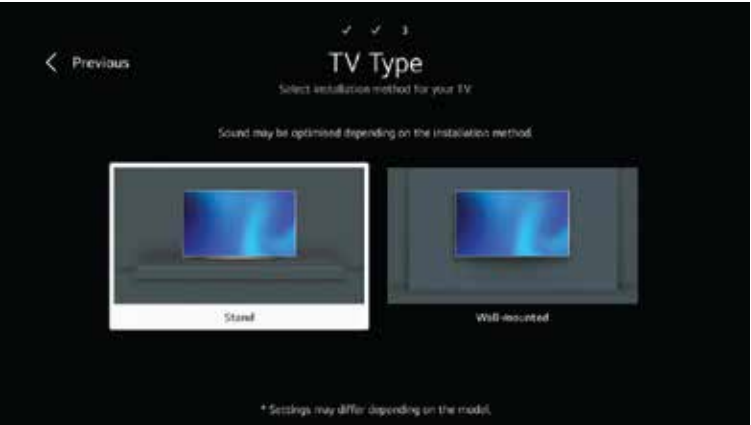 ✓ ✓ 3
Previous
TV Type
Select installation method for your TV.
Sound may be optimised depending on the installation method.
Stand
Wall-mounted
* Settings may differ depending on the model.